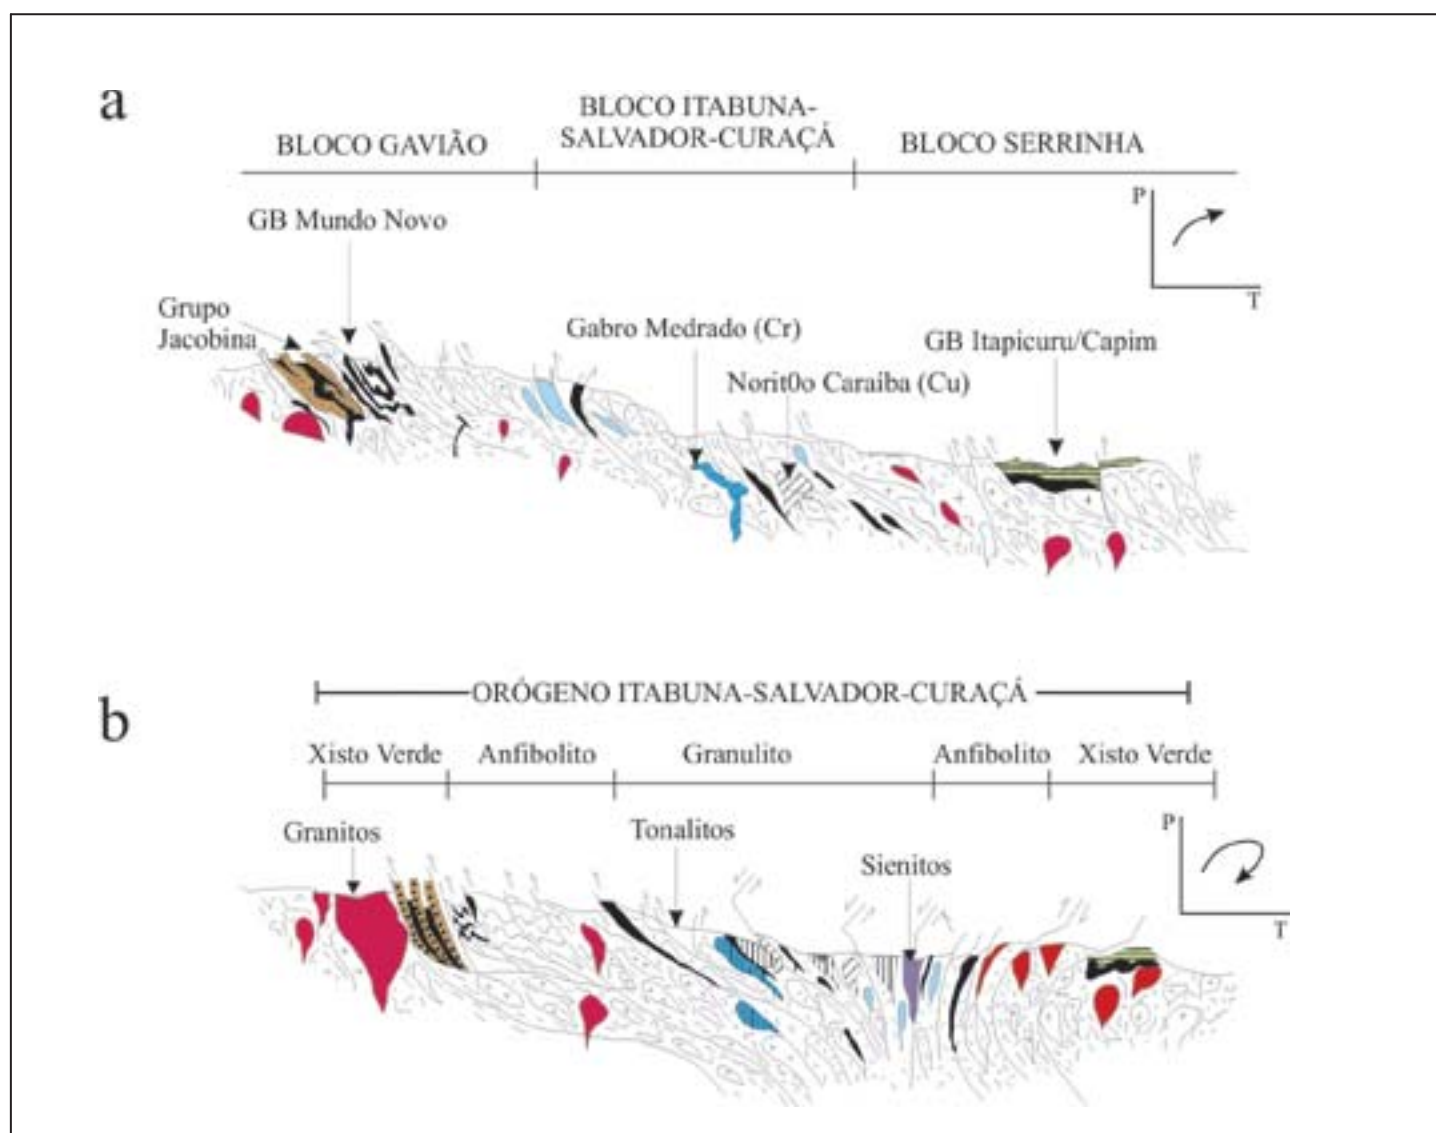 a
BLOCO GAVIÃO
BLOCO ITABUNA-
SALVADOR-CURAÇÁ
BLOCO SERRINHA
P
T
GB Mundo Novo
Grupo
Jacobina
Gabro Medrado (Cr)
Norit0o Caraíba (Cu)
GB Itapicuru/Capim
b
ORÓGENO ITABUNA-SALVADOR-CURAÇÁ
Xisto Verde
Anfibolito
Granulito
Anfibolito
Xisto Verde
Granitos
Tonalitos
Sienitos
P
T